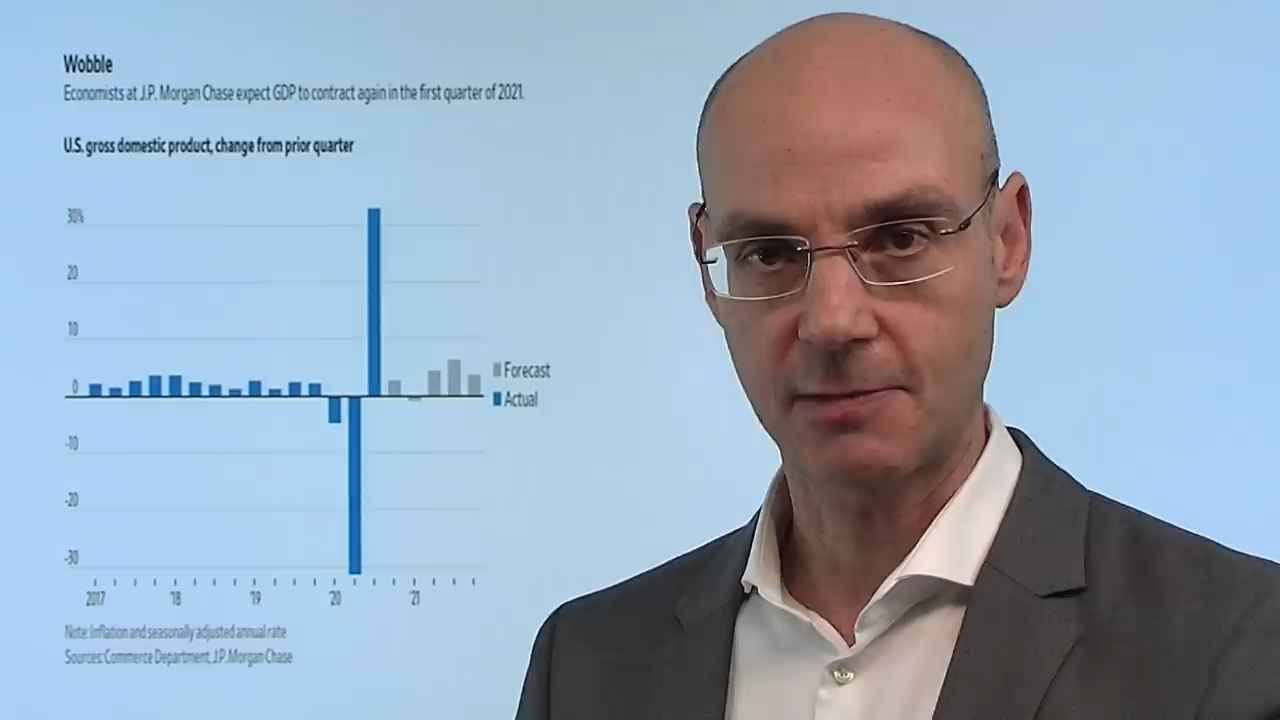 Wobble
Economists at J.P. Morgan Chase expect GDP to contract again in the first quarter of 2021.
U.S. gross domestic product, change from prior quarter
30%
20
10
0
-10
-20
-30
Forecast
Actual
2017 '18 '19 '20 '21
Note: Inflation and seasonally adjusted annual rate
Sources: Commerce Department, J.P. Morgan Chase